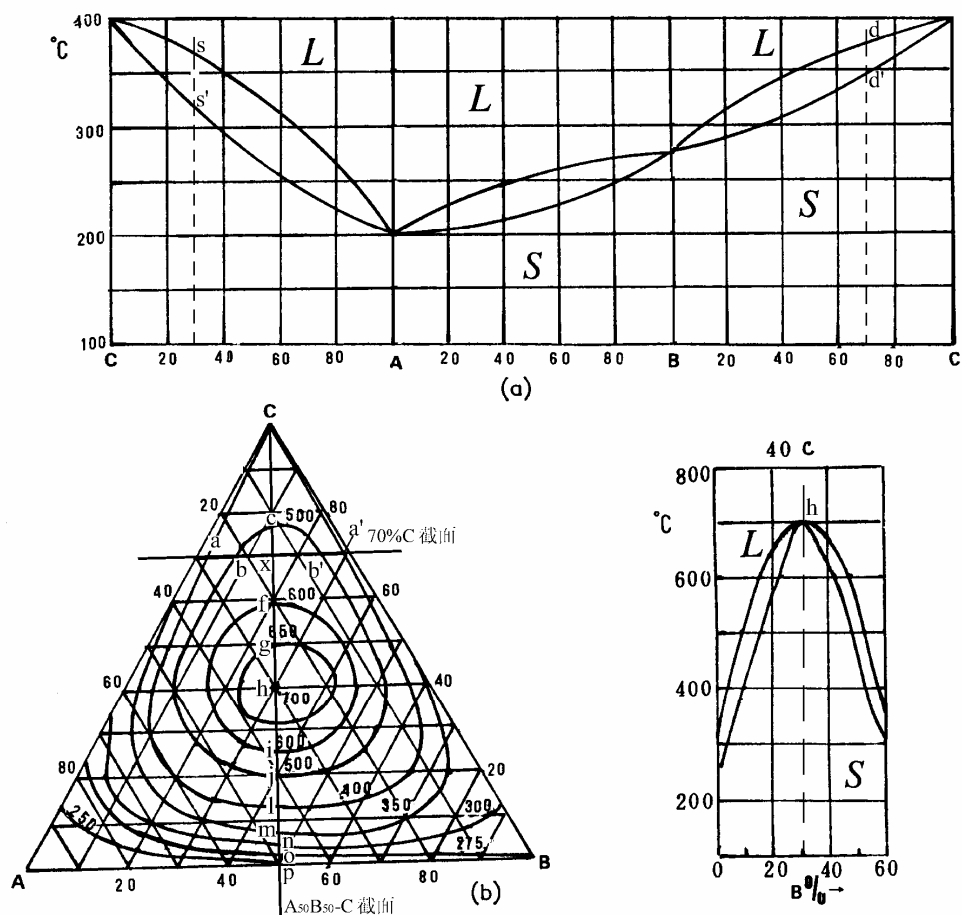 400
°C
300
200
100
s
s'
L
L
L
S
S
d
d'
C
20
40
60
80
A
20
40
60
80
B
20
40
60
80
C
(a)
C
20
c
500
80
a
a' 70%C 截面
b
x
b'
40
f
600
60
g
650
60
h
700
40
i
600
500
80
l
400
20
250
m
350
300
n
275
o
A
p
B
20
40
60
80
(b)
A₅₀B₅₀-C 截面
40 C
800
°C
h
L
600
400
S
200
0
20
40
60
B%→